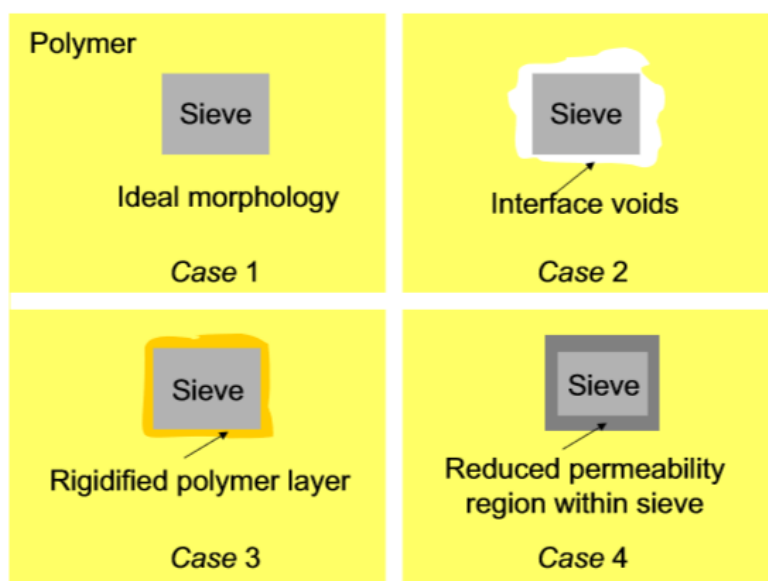 Polymer
Sieve
Ideal morphology
Case 1
Sieve
Interface voids
Case 2
Sieve
Rigidified polymer layer
Case 3
Sieve
Reduced permeability
region within sieve
Case 4